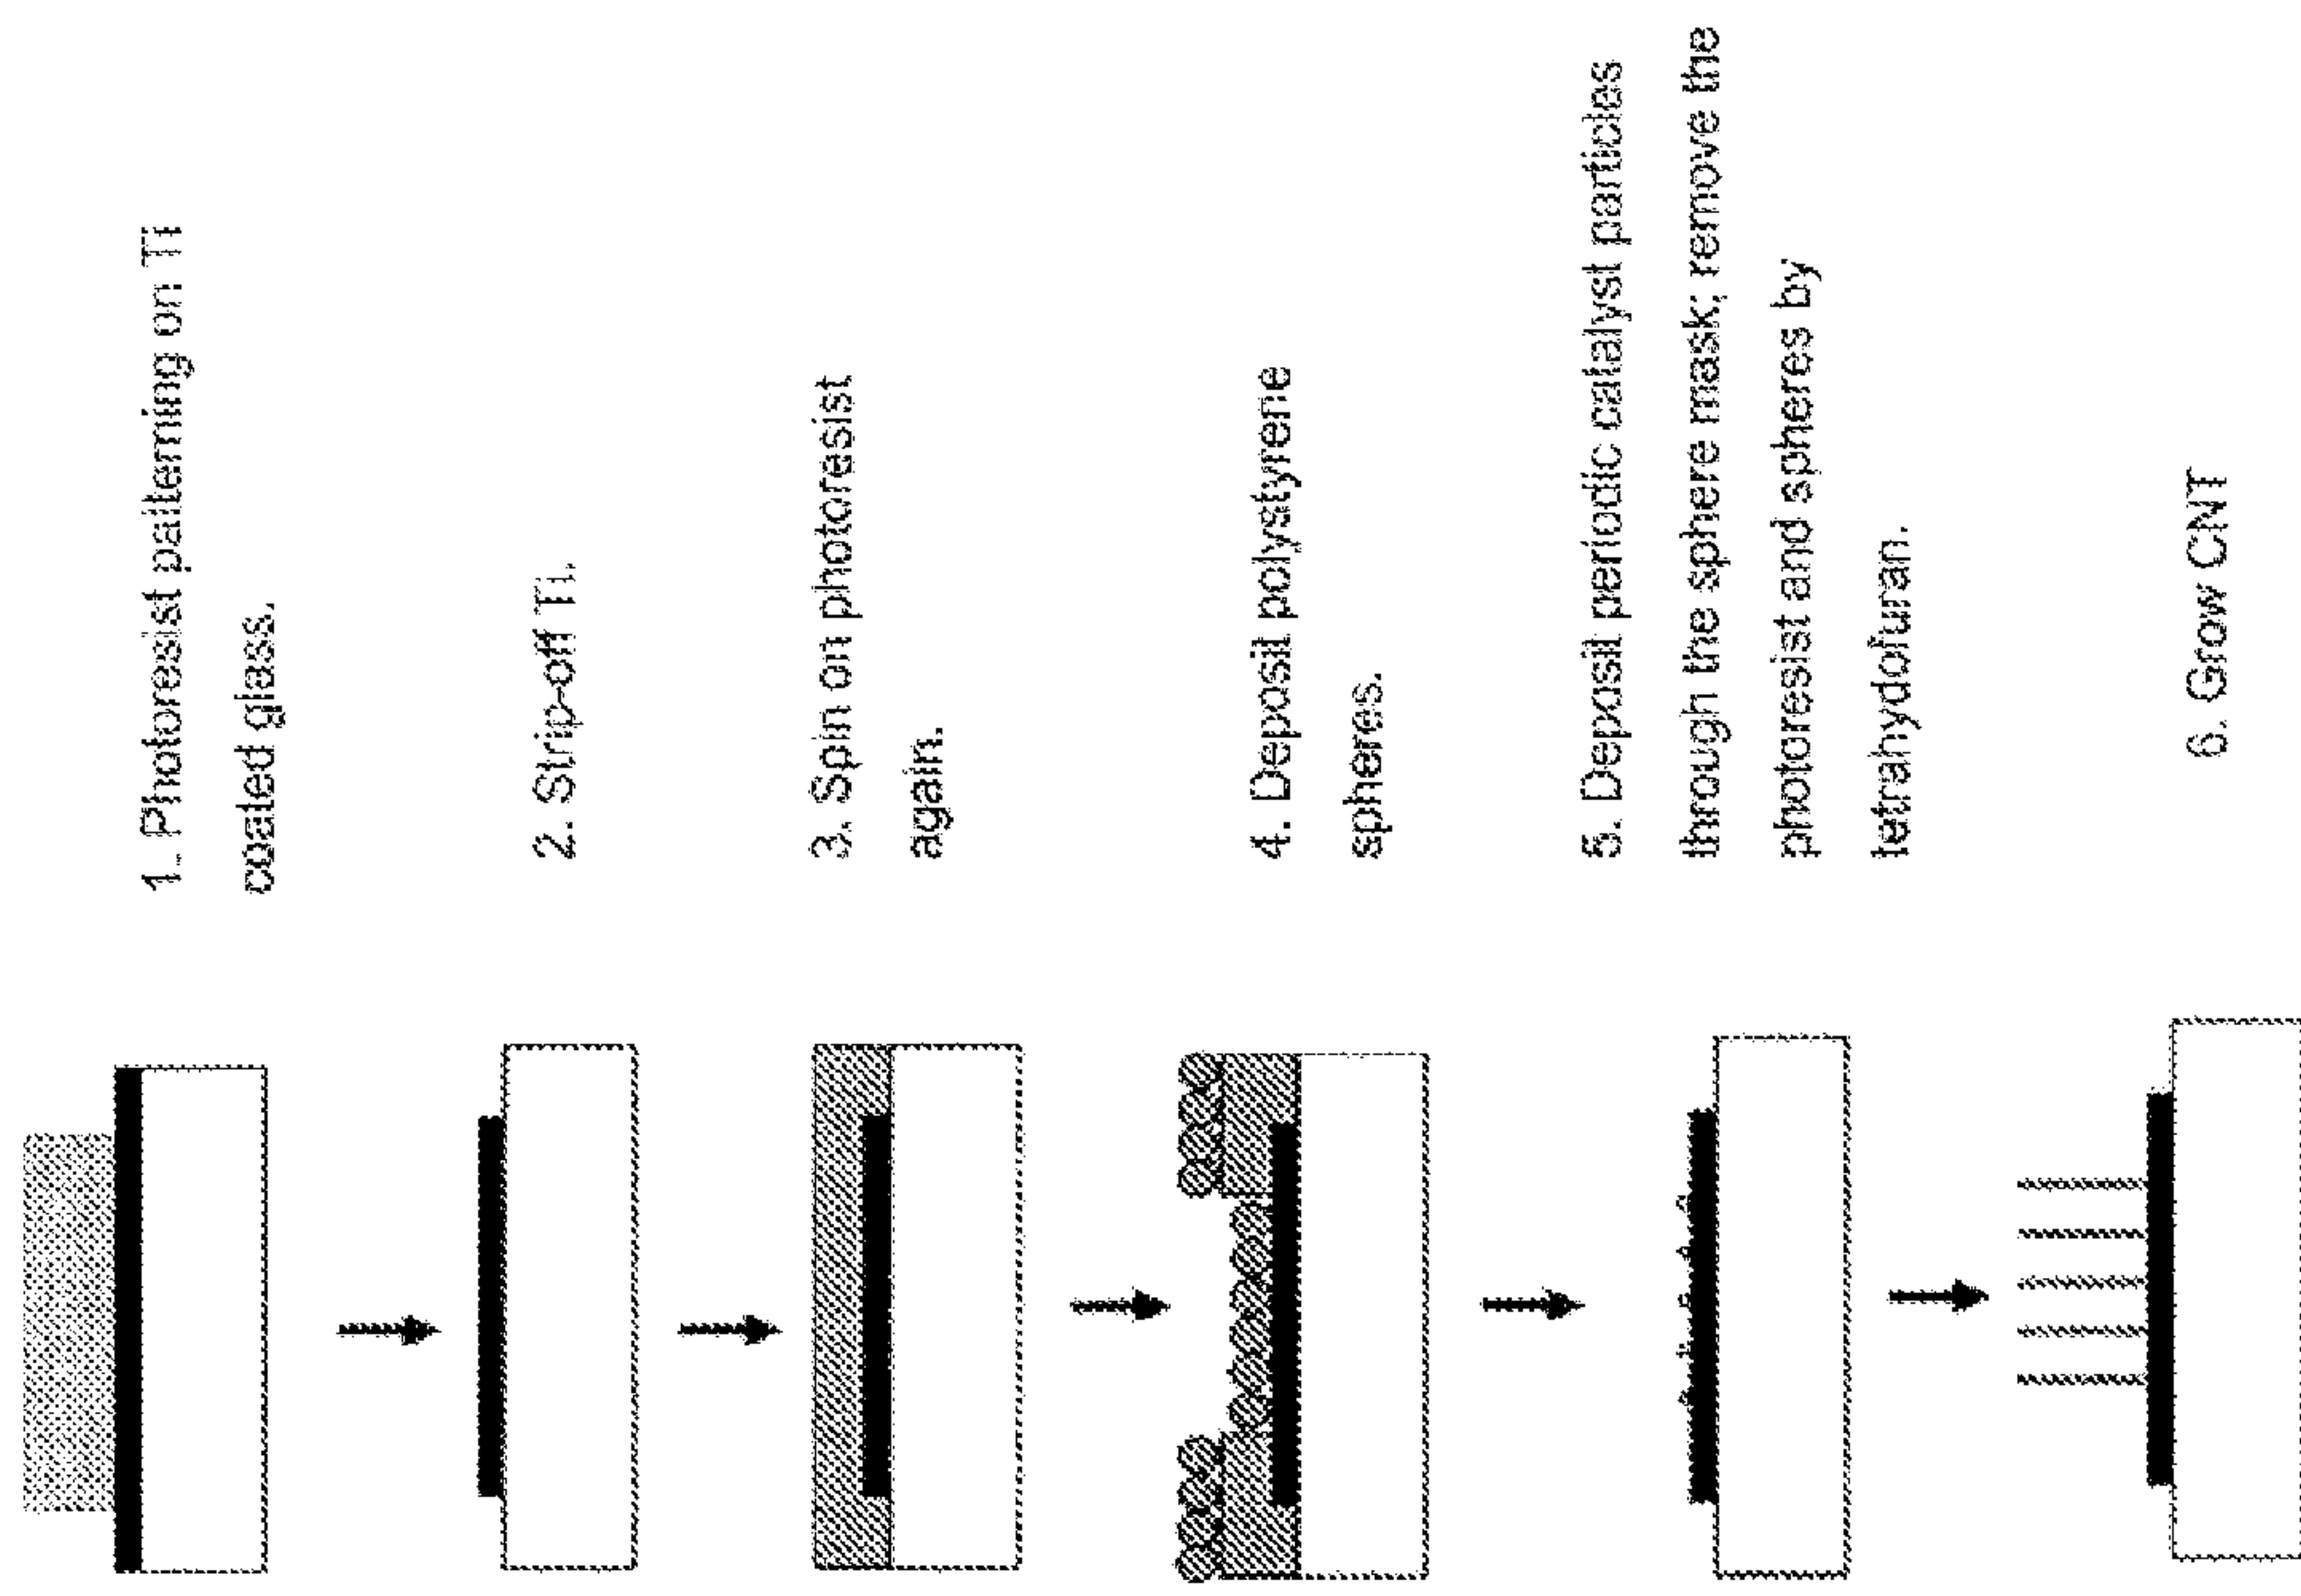 1. Photoresist patterning on Ti
coated glass.
2. Strip-off Ti.
3. Spin on photoresist
again.
4. Deposit polystyrene
spheres.
5. Deposit periodic catalyst particles
through the sphere mask; remove the
photoresist and spheres by
tetrahydofuran.
6. Grow CNT